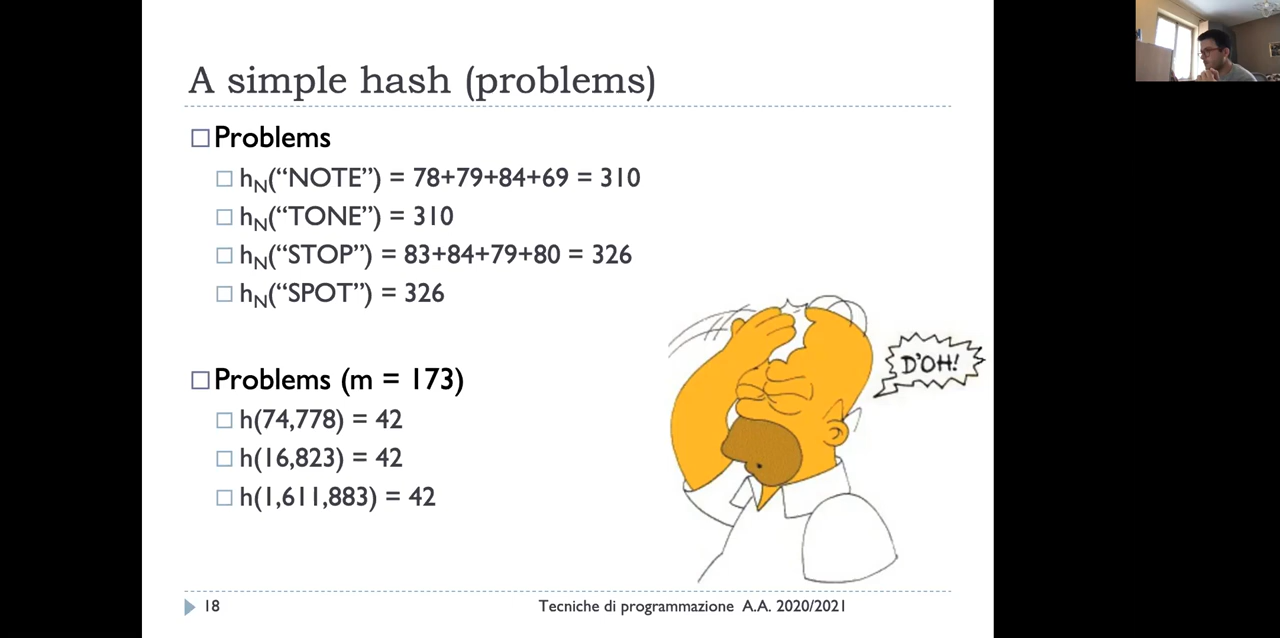 A simple hash (problems)
Problems
hN(“NOTE”) = 78+79+84+69 = 310
hN(“TONE”) = 310
hN(“STOP”) = 83+84+79+80 = 326
hN(“SPOT”) = 326
D'OH!
Problems (m = 173)
h(74,778) = 42
h(16,823) = 42
h(1,611,883) = 42
18 Tecniche di programmazione A.A. 2020/2021